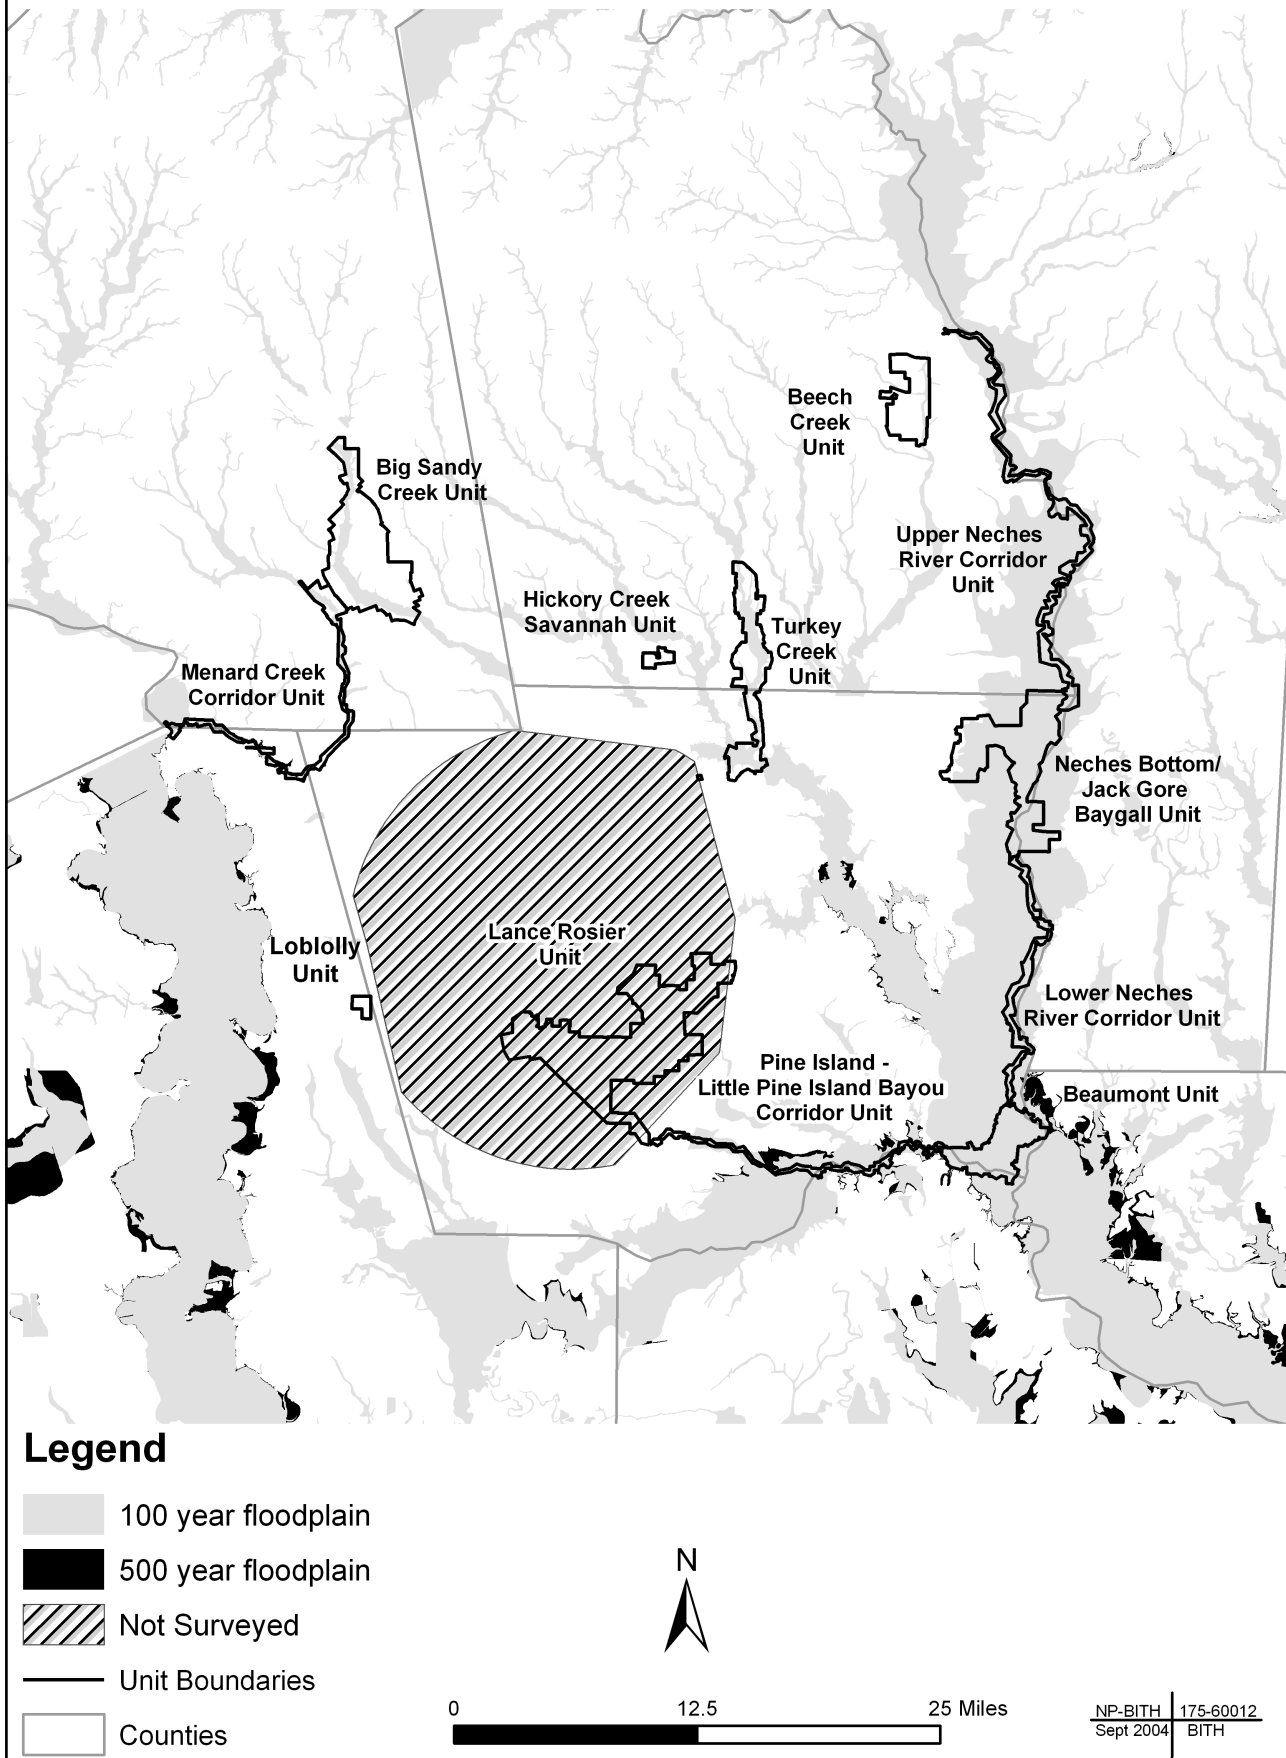 Beech
Creek
Unit
Big Sandy
Creek Unit
Upper Neches
River Corridor
Unit
Hickory Creek
Savannah Unit
Turkey
Creek
Unit
Menard Creek
Corridor Unit
Neches Bottom/
Jack Gore
Baygall Unit
Lance Rosier
Unit
Loblolly
Unit
Lower Neches
River Corridor Unit
Pine Island -
Little Pine Island Bayou
Corridor Unit
Beaumont Unit
Legend
100 year floodplain
500 year floodplain
Not Surveyed
Unit Boundaries
Counties
N
0 12.5 25 Miles
NP-BITH 175-60012
Sept 2004 BITH